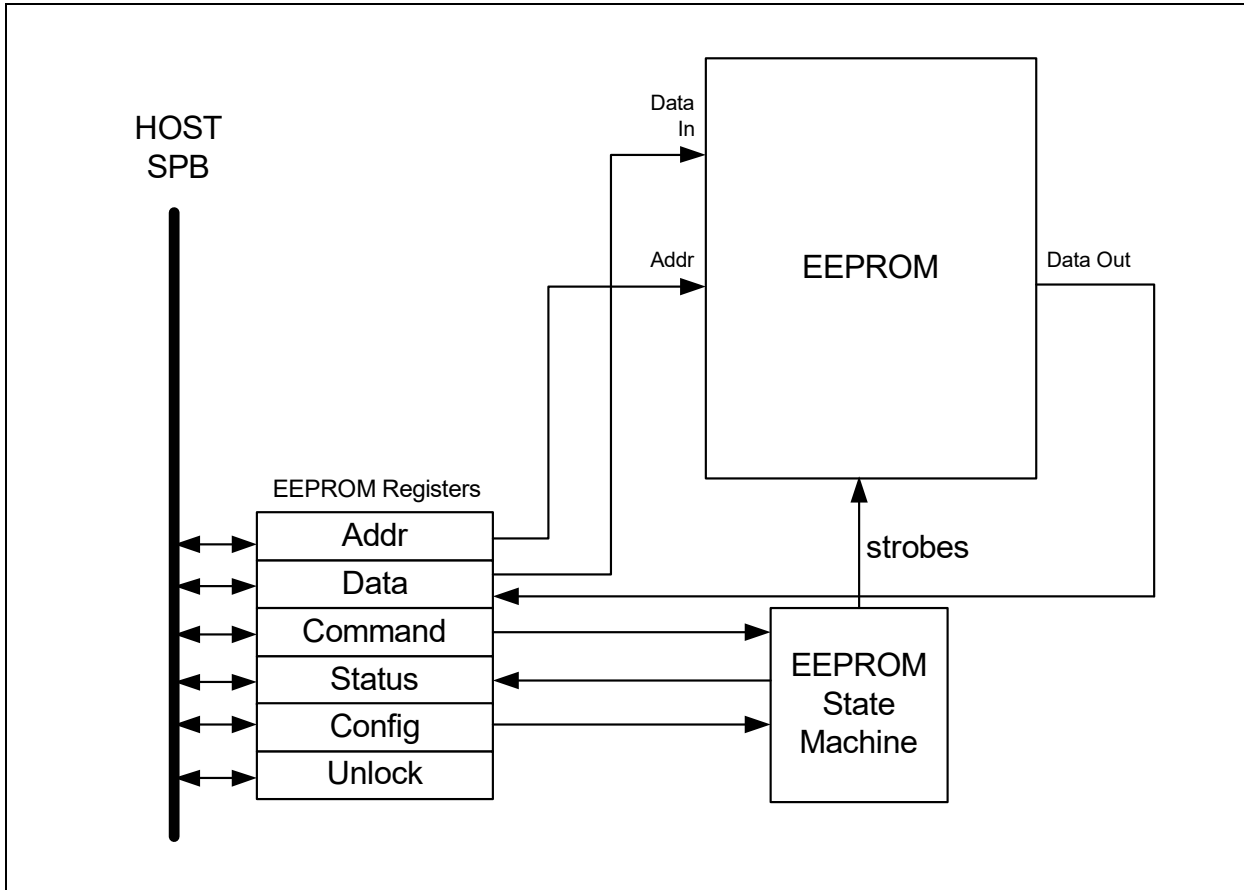 HOST
SPB
Data
In
Addr
EEPROM
Data Out
EEPROM Registers
Addr
Data
Command
Status
Config
Unlock
strobes
EEPROM
State
Machine